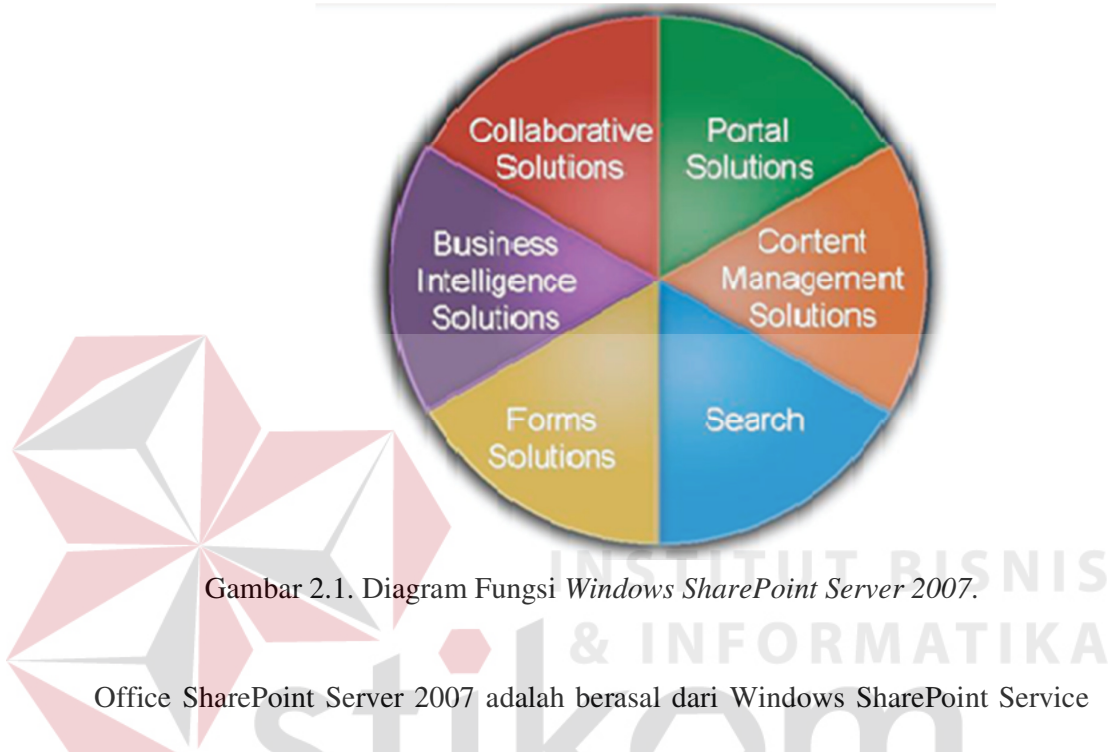 Collaborative
Solutions
Portal
Solutions
Business
Intelligence
Solutions
Content
Management
Solutions
Forms
Solutions
Search
INSTITUT BISNIS
Gambar 2.1. Diagram Fungsi Windows SharePoint Server 2007.
& INFORMATIKA
Office SharePoint Server 2007 adalah berasal dari Windows SharePoint Service
stikom